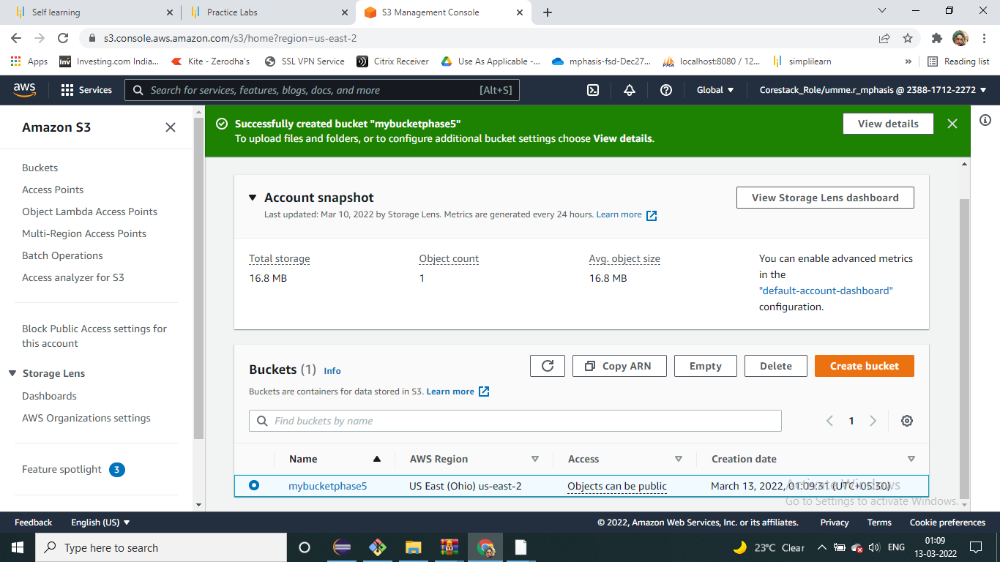 Self learning
Practice Labs
S3 Management Console
s3.console.aws.amazon.com/s3/home?region=us-east-2
Apps
inv Investing.com India...
Kite - Zerodha's
SSL VPN Service
Citrix Receiver
Use As Applicable -...
mphasis-fsd-Dec27...
localhost:8080 / 12...
simplilearn
»
Reading list
aws
Services
Search for services, features, blogs, docs, and more [Alt+S]
Global
Corestack_Role/umme.r_mphasis @ 2388-1712-2272
Amazon S3
Buckets
Access Points
Object Lambda Access Points
Multi-Region Access Points
Batch Operations
Access analyzer for S3
Block Public Access settings for
this account
Storage Lens
Dashboards
AWS Organizations settings
Feature spotlight 3
Successfully created bucket "mybucketphase5"
To upload files and folders, or to configure additional bucket settings choose View details.
View details
Account snapshot
Last updated: Mar 10, 2022 by Storage Lens. Metrics are generated every 24 hours. Learn more
View Storage Lens dashboard
Total storage
16.8 MB
Object count
1
Avg. object size
16.8 MB
You can enable advanced metrics
in the
"default-account-dashboard"
configuration.
Buckets (1) Info
Copy ARN
Empty
Delete
Create bucket
Buckets are containers for data stored in S3. Learn more
Find buckets by name
1
Name AWS Region Access Creation date
mybucketphase5 US East (Ohio) us-east-2 Objects can be public March 13, 2022, 01:09:31 (UTC+05:30)
Activate Windows
Go to Settings to activate Windows.
Feedback English (US)
© 2022, Amazon Web Services, Inc. or its affiliates. Privacy Terms Cookie preferences
Type here to search
23°C Clear
ENG
01:09
13-03-2022